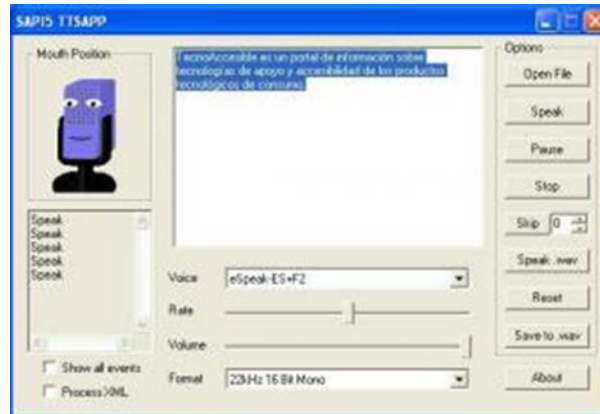 SAPI5 TTSAPP
Mouth Position
TecnoAccesible es un portal de información sobre
tecnologías de apoyo y accesibilidad de los productos
tecnológicos de consumo.
Options
Open File
Speak
Pause
Stop
Skip 0
Speak .wav
Reset
Save to .wav
About
Speak
Speak
Speak
Speak
Speak
Voice eSpeak-ES+F2
Rate
Volume
Format 22kHz 16 Bit Mono
Show all events
Process XML